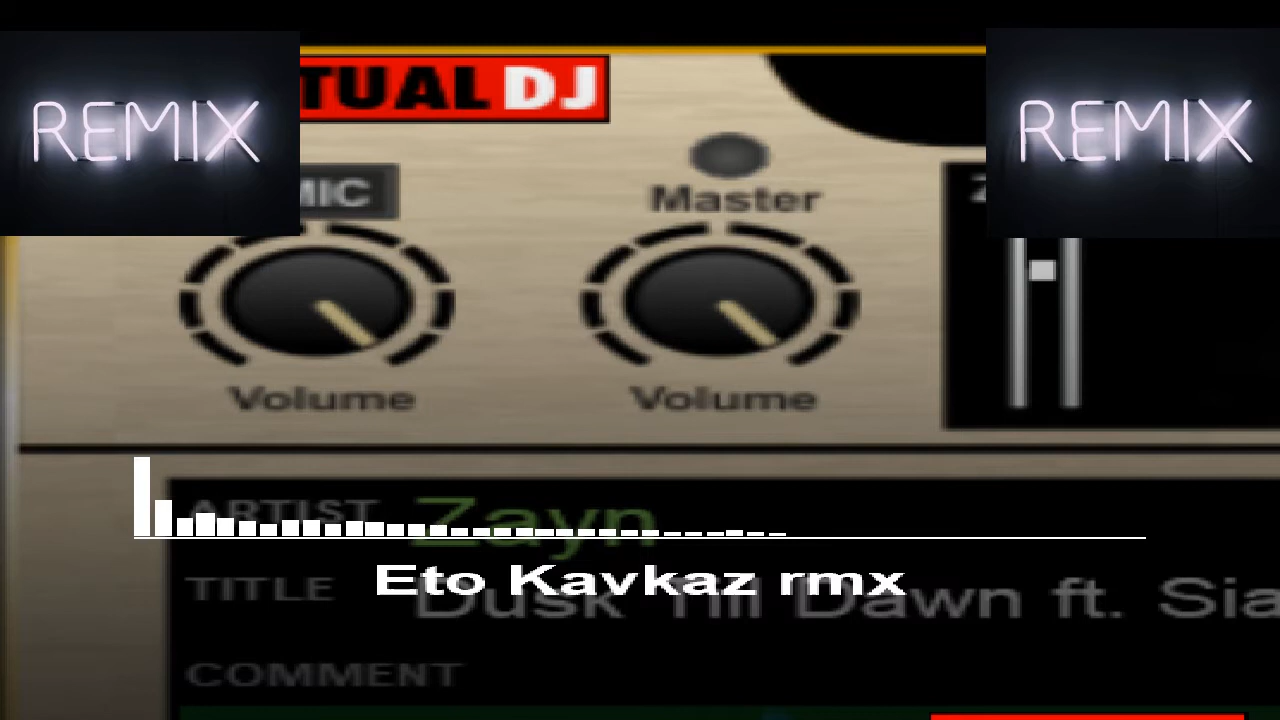 REMIX
TUAL DJ
REMIX
MIC
Master
Volume
Volume
ARTIST Zayn
Eto Kavkaz rmx
TITLE Dusk Till Dawn ft. Sia
COMMENT